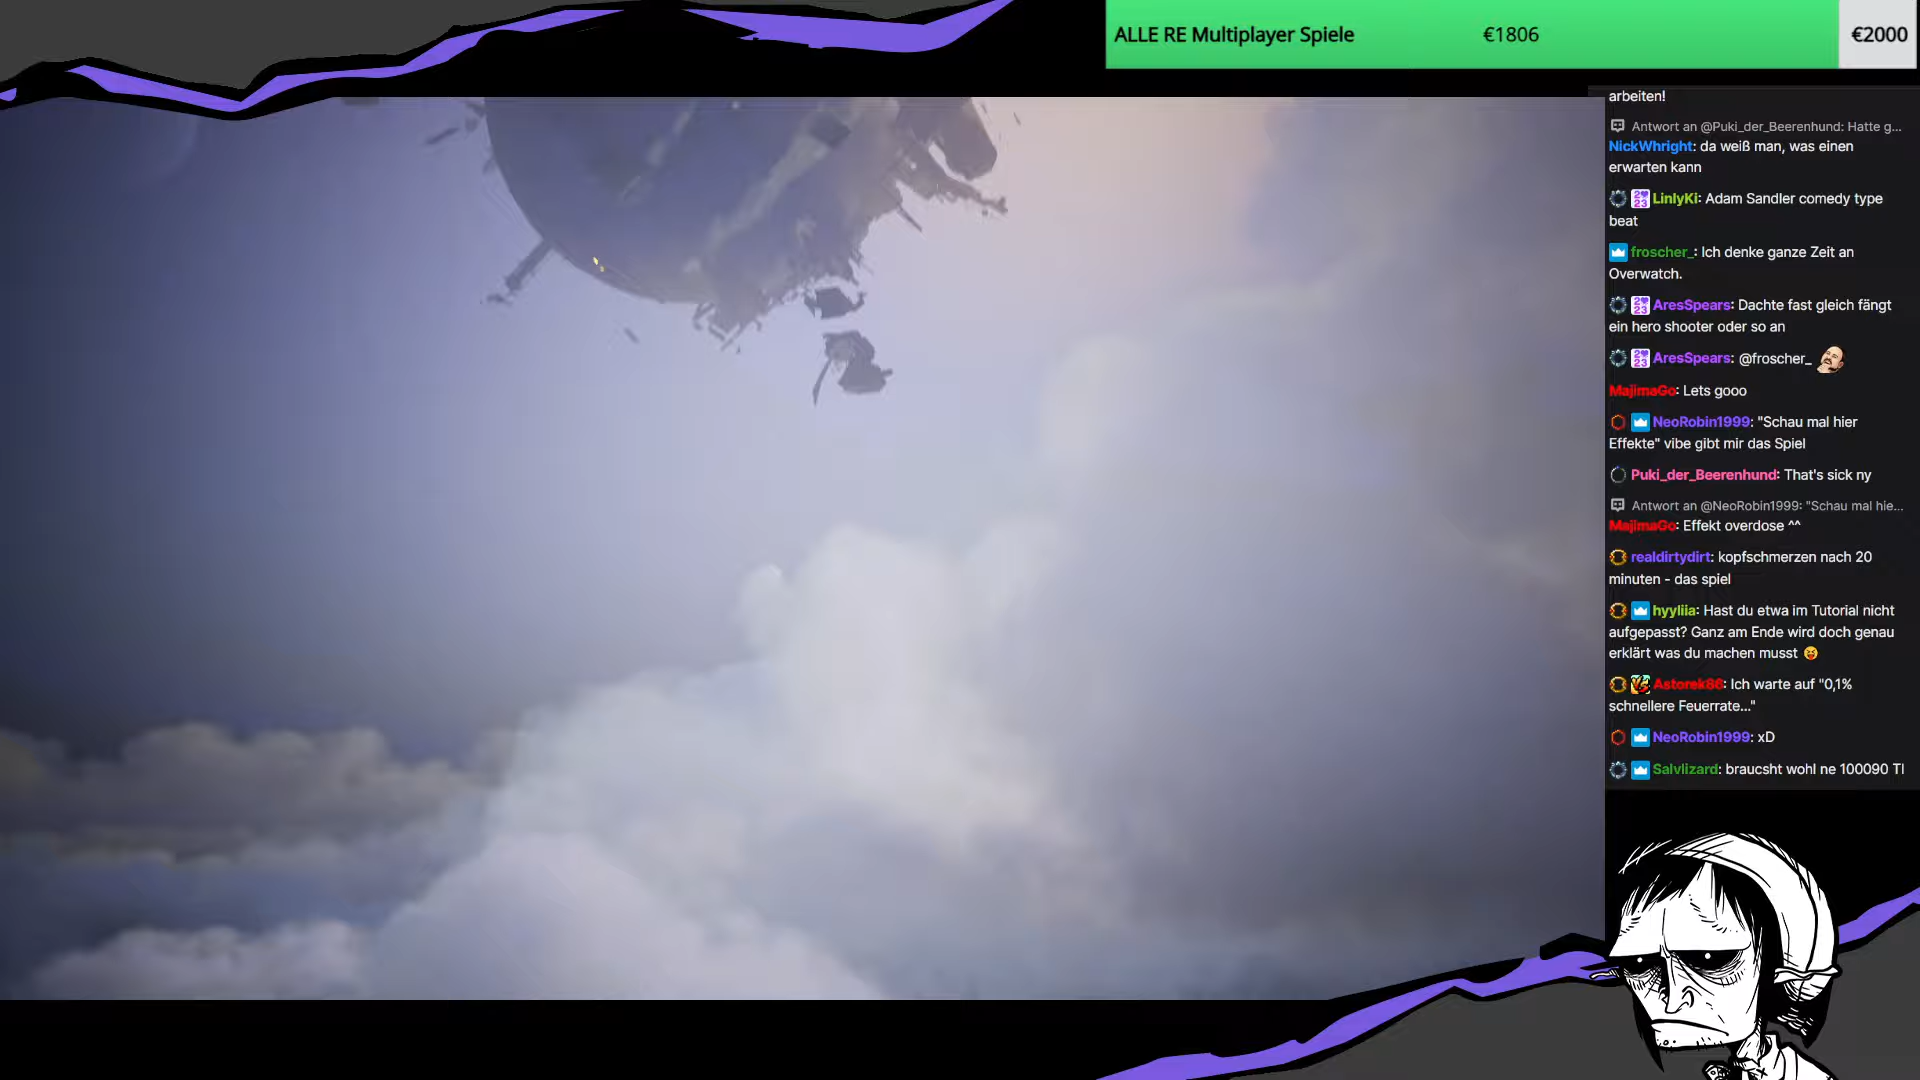 ALLE RE Multiplayer Spiele €1806 €2000
arbeiten!
Antwort an @Puki_der_Beerenhund: Hatte g...
NickWhright: da weiß man, was einen
erwarten kann
LinlyKi: Adam Sandler comedy type
beat
froscher_: Ich denke ganze Zeit an
Overwatch.
AresSpears: Dachte fast gleich fängt
ein hero shooter oder so an
AresSpears: @froscher_
MajimaGo: Lets gooo
NeoRobin1999: "Schau mal hier
Effekte" vibe gibt mir das Spiel
Puki_der_Beerenhund: That's sick ny
Antwort an @NeoRobin1999: "Schau mal hie...
MajimaGo: Effekt overdose ^^
realdirtydirt: kopfschmerzen nach 20
minuten - das spiel
hyyliia: Hast du etwa im Tutorial nicht
aufgepasst? Ganz am Ende wird doch genau
erklärt was du machen musst
Astorek86: Ich warte auf "0,1%
schnellere Feuerrate..."
NeoRobin1999: xD
Salvlizard: braucsht wohl ne 100090 TI